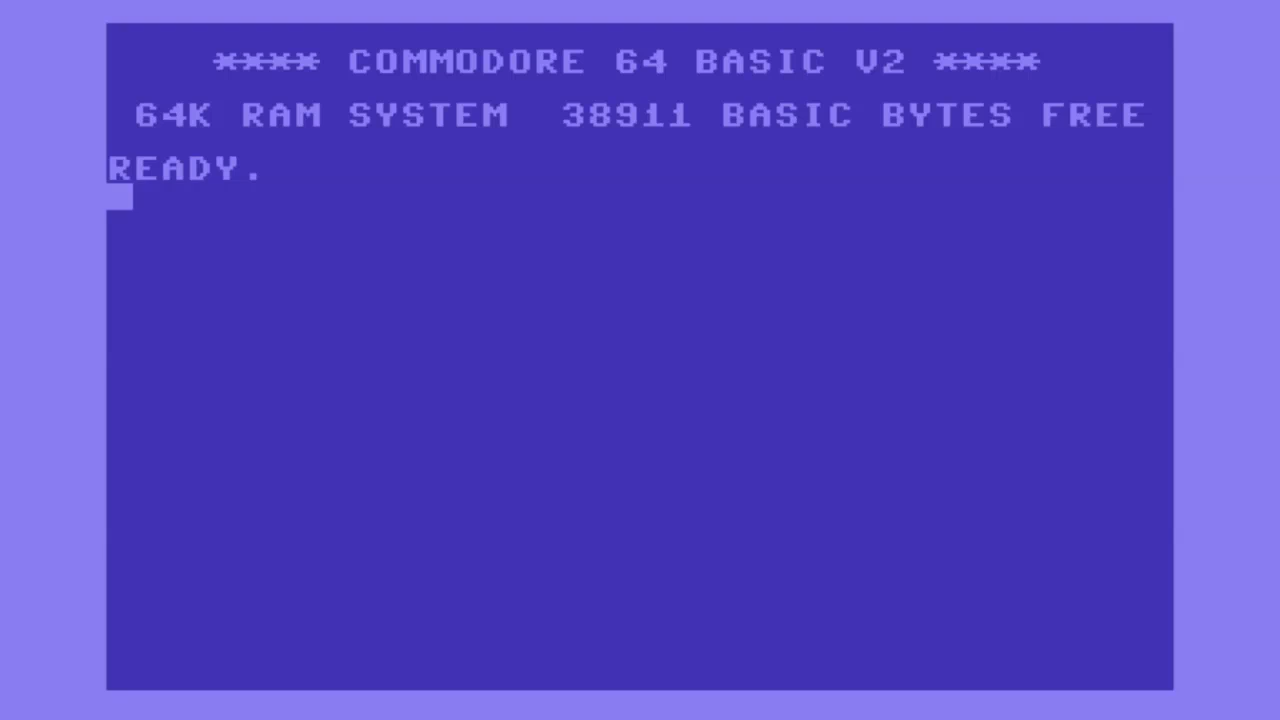 **** COMMODORE 64 BASIC V2 ****
64K RAM SYSTEM  38911 BASIC BYTES FREE
READY.